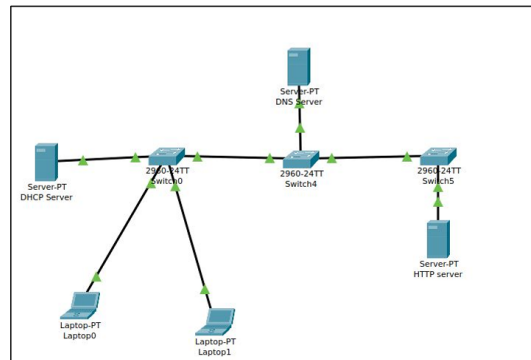 Server-PT
DNS Server
2960-24TT
Switch0
2960-24TT
Switch4
2960-24TT
Switch5
Server-PT
DHCP Server
Server-PT
HTTP server
Laptop-PT
Laptop0
Laptop-PT
Laptop1